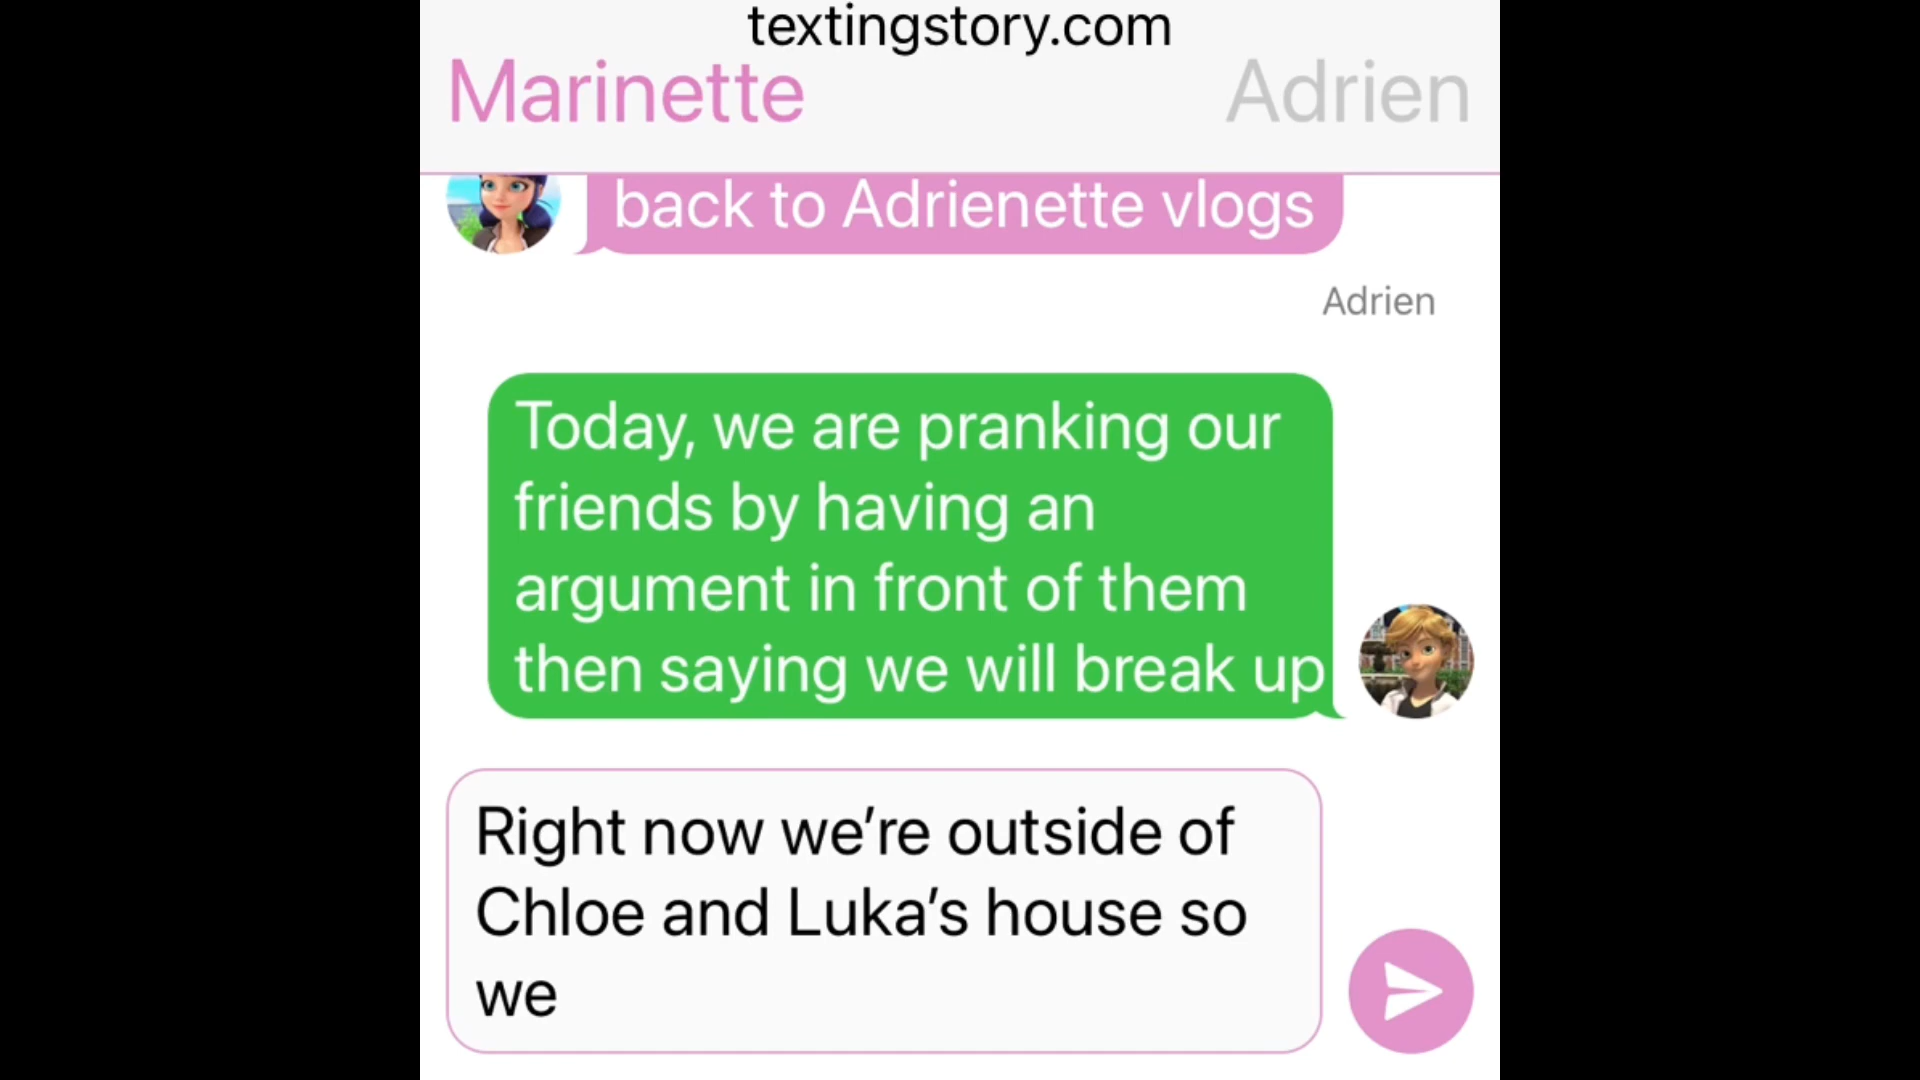 textingstory.com
Marinette Adrien
back to Adrienette vlogs
Adrien
Today, we are pranking our
friends by having an
argument in front of them
then saying we will break up
Right now we’re outside of
Chloe and Luka’s house so
we